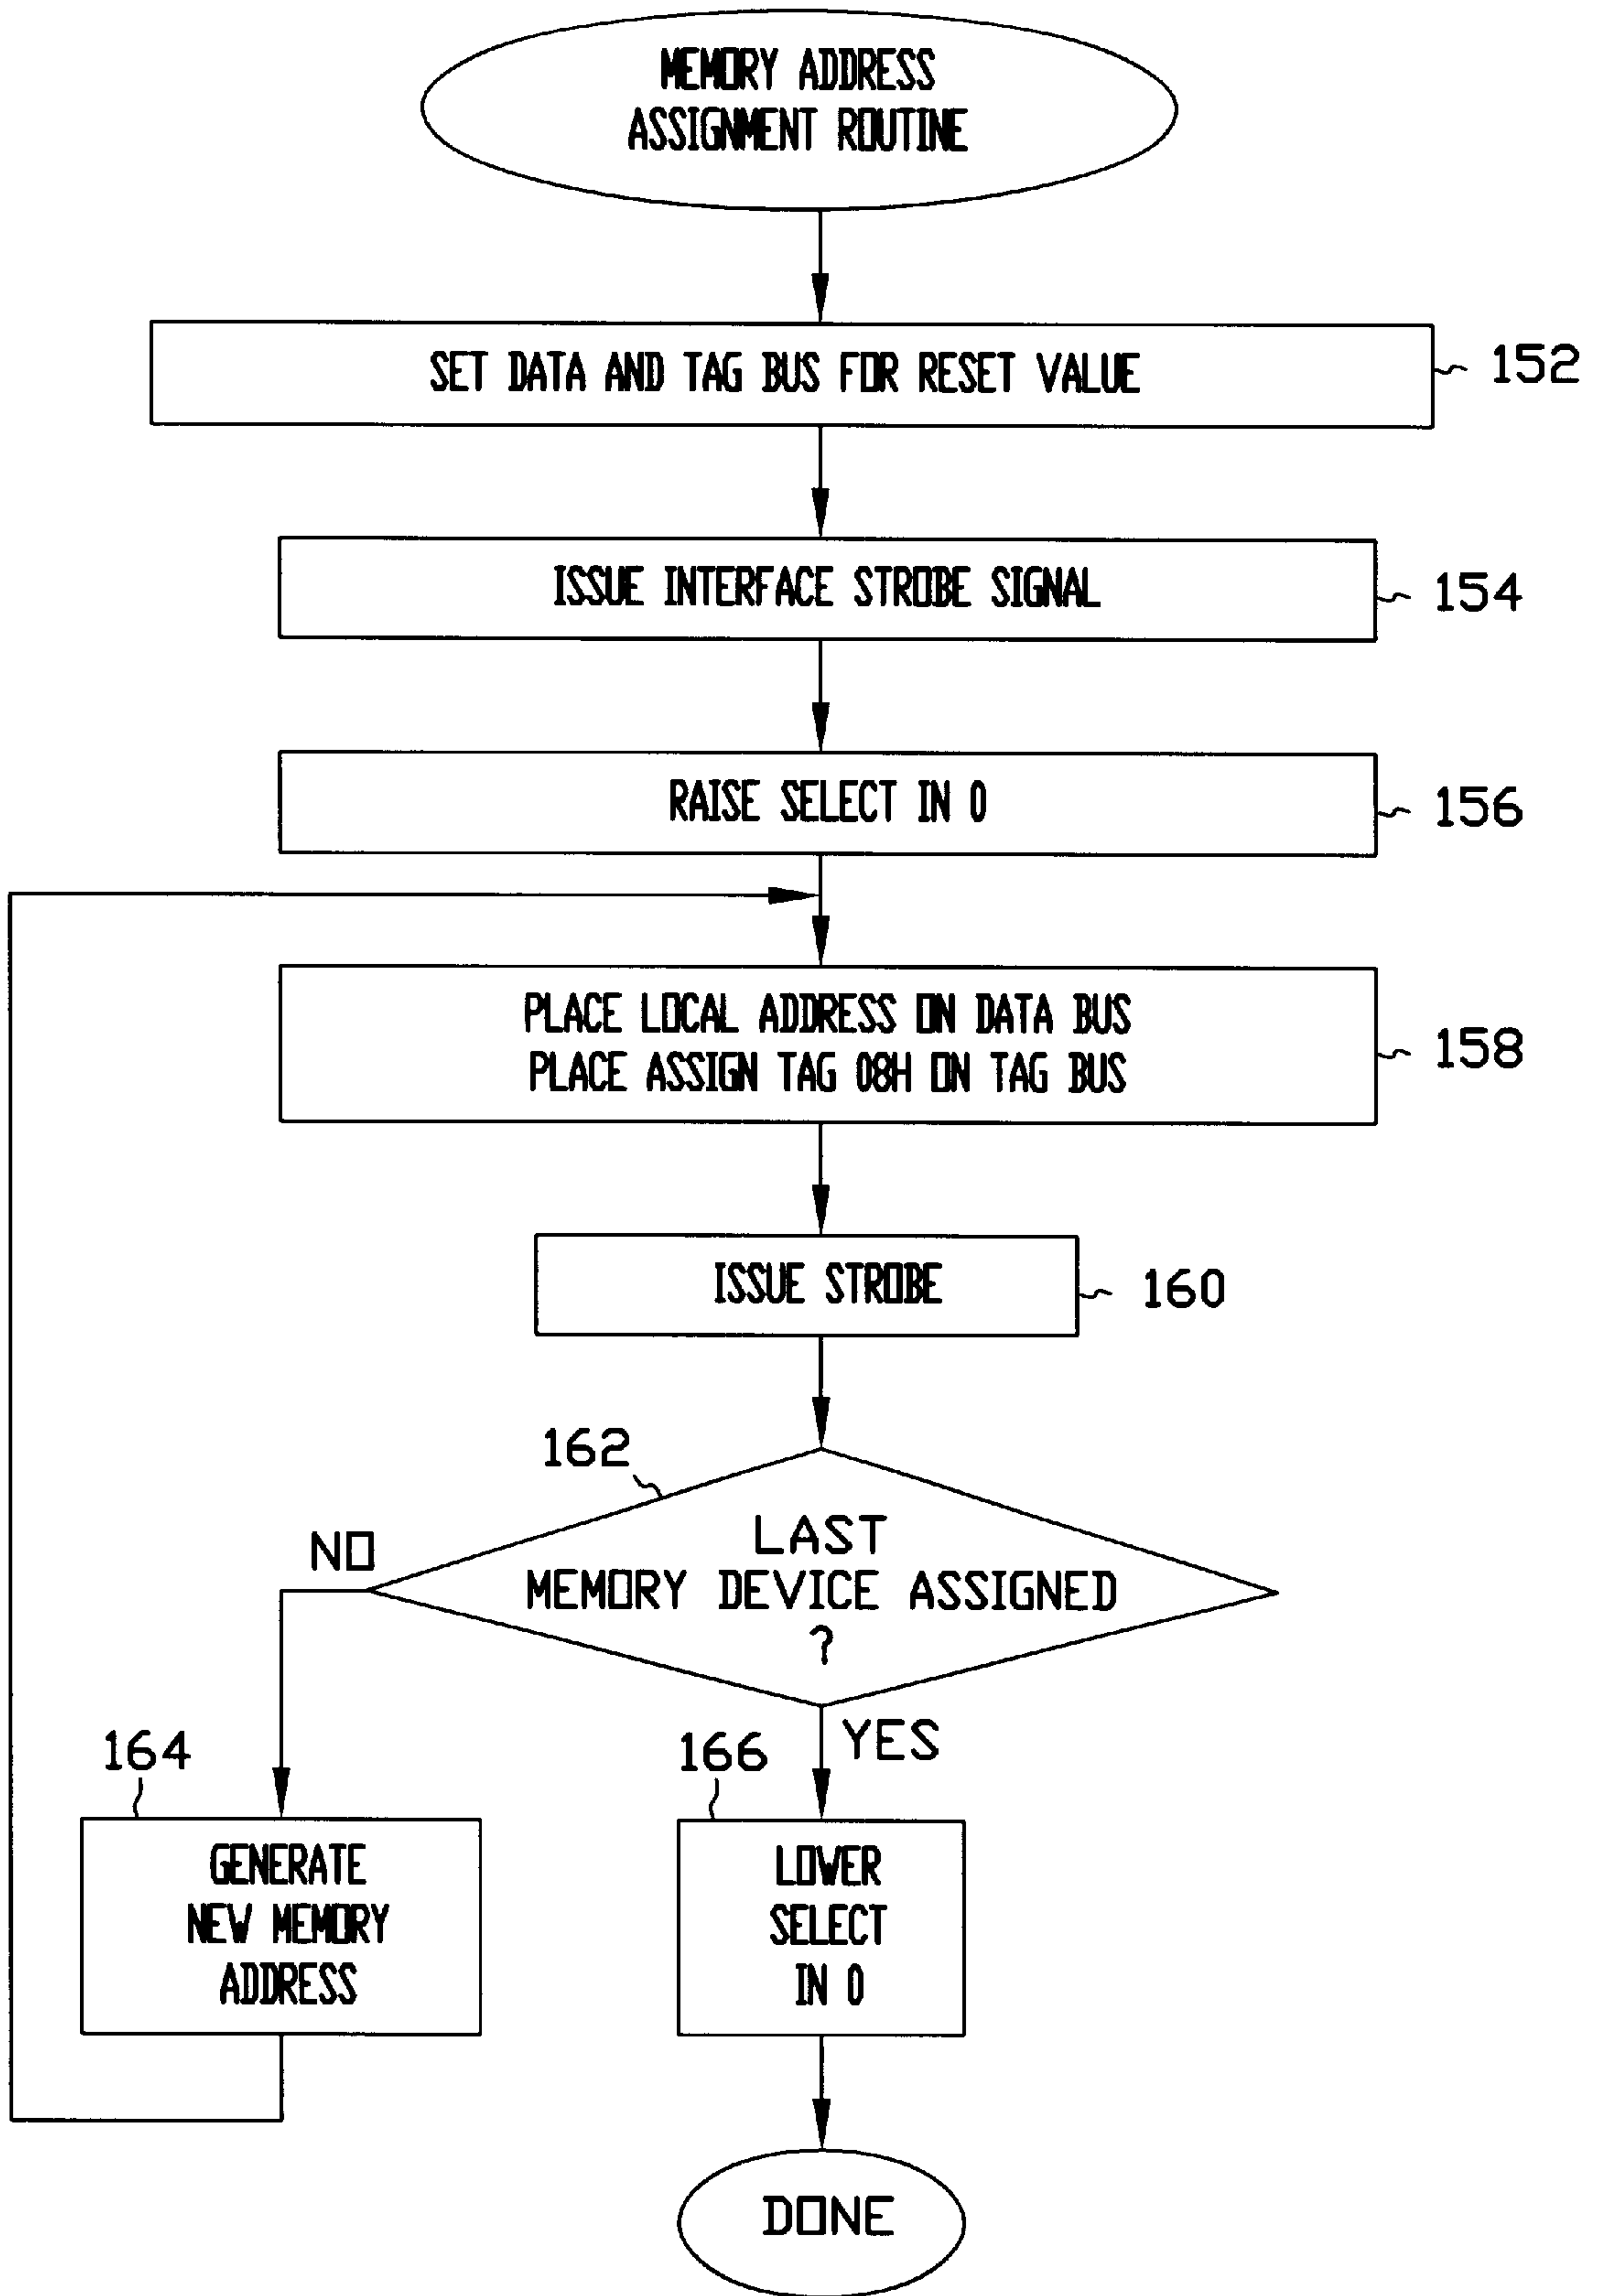 MEMORY ADDRESS
ASSIGNMENT ROUTINE
SET DATA AND TAG BUS FOR RESET VALUE
152
ISSUE INTERFACE STROBE SIGNAL
154
RAISE SELECT IN 0
156
PLACE LOCAL ADDRESS ON DATA BUS
PLACE ASSIGN TAG 08H ON TAG BUS
158
ISSUE STROBE
160
162
LAST
MEMORY DEVICE ASSIGNED
?
NO
YES
164
GENERATE
NEW MEMORY
ADDRESS
166
LOWER
SELECT
IN 0
DONE